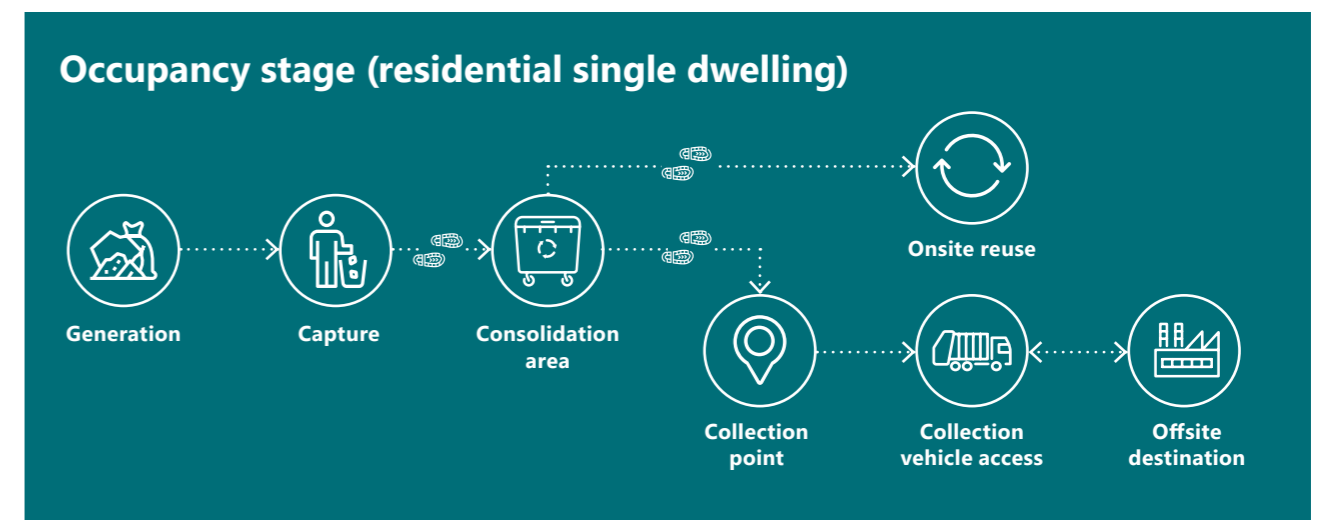 Occupancy stage (residential single dwelling)
Onsite reuse
Generation
Capture
Consolidation
area
Collection
point
Collection
vehicle access
Offsite
destination